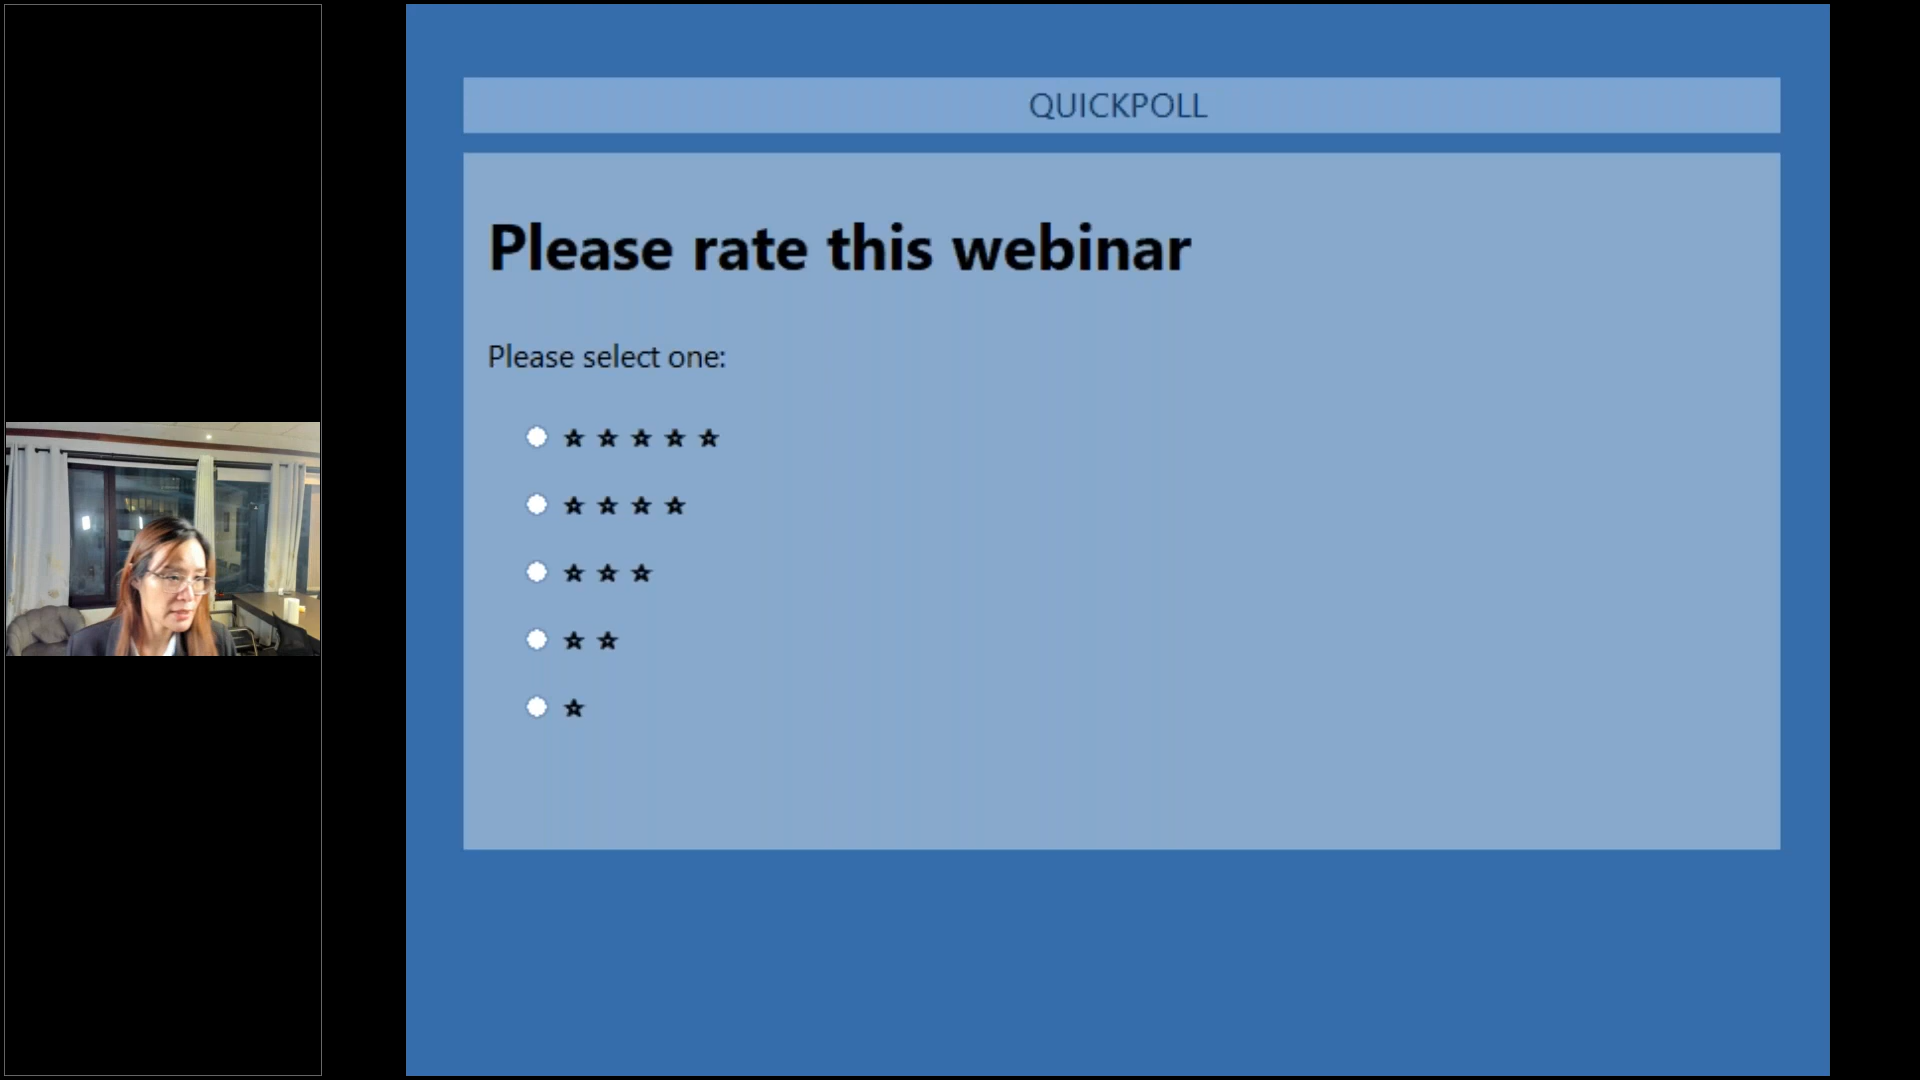 QUICKPOLL
Please rate this webinar
Please select one:
★ ★ ★ ★ ★
★ ★ ★ ★
★ ★ ★
★ ★
★